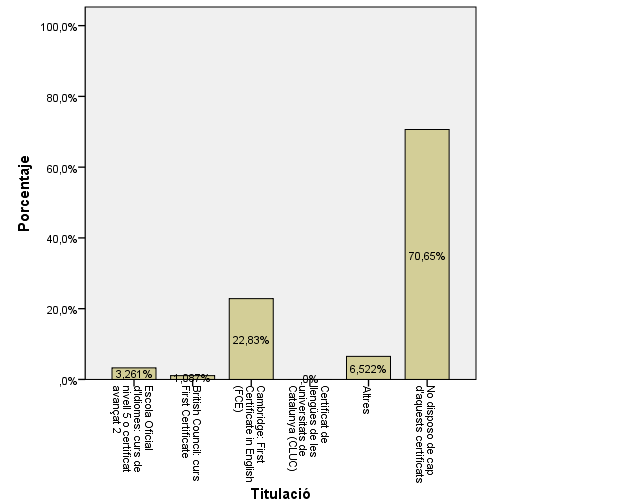 100,0%
80,0%
60,0%
40,0%
20,0%
,0%
Porcentaje
3,261%
1,087%
22,83%
0%
6,522%
70,65%
Escola Oficial
d'Idiomes: curs de
nivell 5 o certificat
avançat 2
British Council: curs
First Certificate
Cambridge: First
Certificate in English
(FCE)
Certificat de
llengües de les
universitats de
Catalunya (CLUC)
Altres
No disposo de cap
d'aquests certificats
Titulació